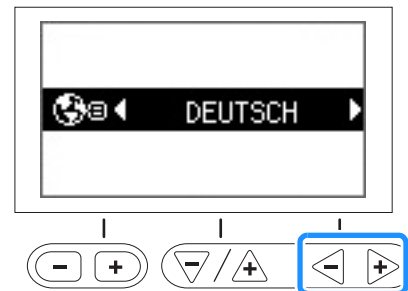 DEUTSCH
- + - / + - +